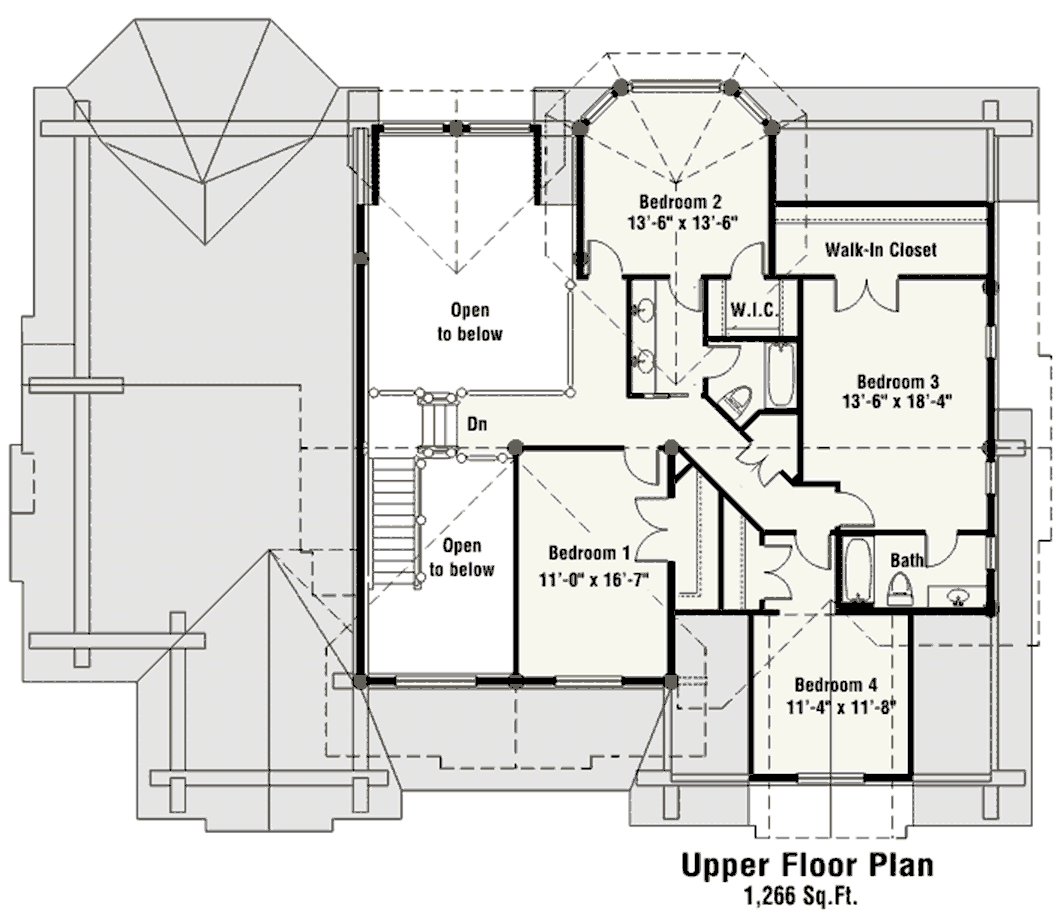 Bedroom 2
13'-6" x 13'-6"
Walk-In Closet
Open
to below
W.I.C.
Bedroom 3
13'-6" x 18'-4"
Dn
Open
to below
Bedroom 1
11'-0" x 16'-7"
Bath
Bedroom 4
11'-4" x 11'-8"
Upper Floor Plan
1,266 Sq.Ft.